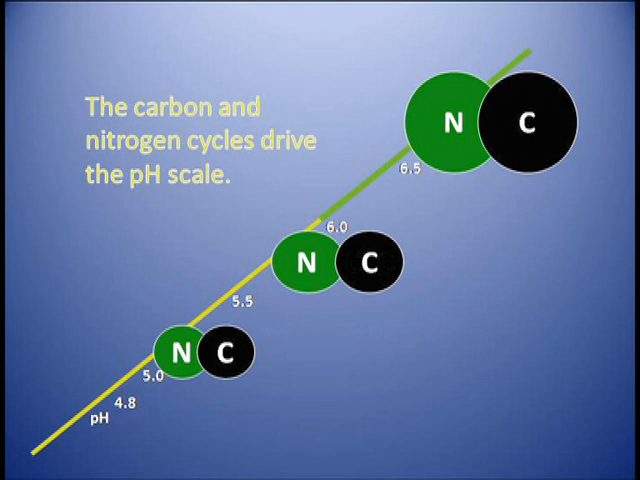 The carbon and
nitrogen cycles drive
the pH scale.
N C
6.5
6.0
N C
5.5
N C
5.0
4.8
pH